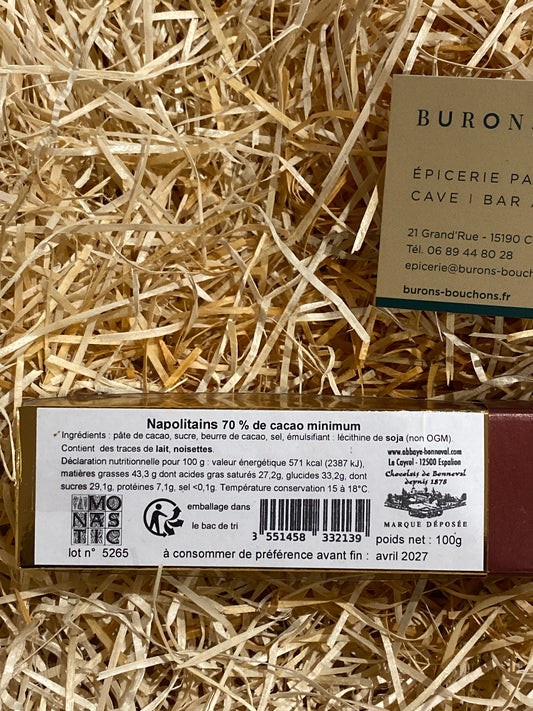 BURONS
ÉPICERIE PA
CAVE | BAR
21 Grand'Rue - 15190 C
Tél. 06 89 44 80 28
epicerie@burons-bouch
burons-bouchons.fr
Napolitains 70 % de cacao minimum
Ingrédients : pâte de cacao, sucre, beurre de cacao, sel, émulsifiant : lécithine de soja (non OGM)
Contient des traces de lait, noisettes.
Déclaration nutritionnelle pour 100 g : valeur énergétique 571 kcal (2387 kJ),
matières grasses 43,3 g dont acides gras saturés 27,2g, glucides 33,2g, dont
sucres 29,1g, protéines 7,1g, sel <0,1g. Température conservation 15 à 18°C.
www.abbaye-bonneval.com
Le Cayrol - 12500 Espalion
Chocolats de Bonneval
depuis 1878
MARQUE DÉPOSÉE
MO
NAS
TIC
emballage dans
le bac de tri
3 551458 332139
poids net : 100g
lot n° 5265
à consommer de préférence avant fin : avril 2027